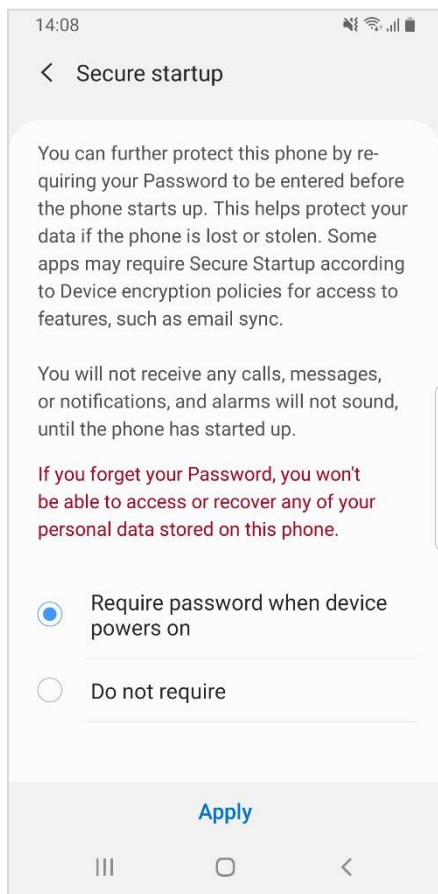 14:08
Secure startup
You can further protect this phone by re-
quiring your Password to be entered before
the phone starts up. This helps protect your
data if the phone is lost or stolen. Some
apps may require Secure Startup according
to Device encryption policies for access to
features, such as email sync.
You will not receive any calls, messages,
or notifications, and alarms will not sound,
until the phone has started up.
If you forget your Password, you won't
be able to access or recover any of your
personal data stored on this phone.
Require password when device
powers on
Do not require
Apply